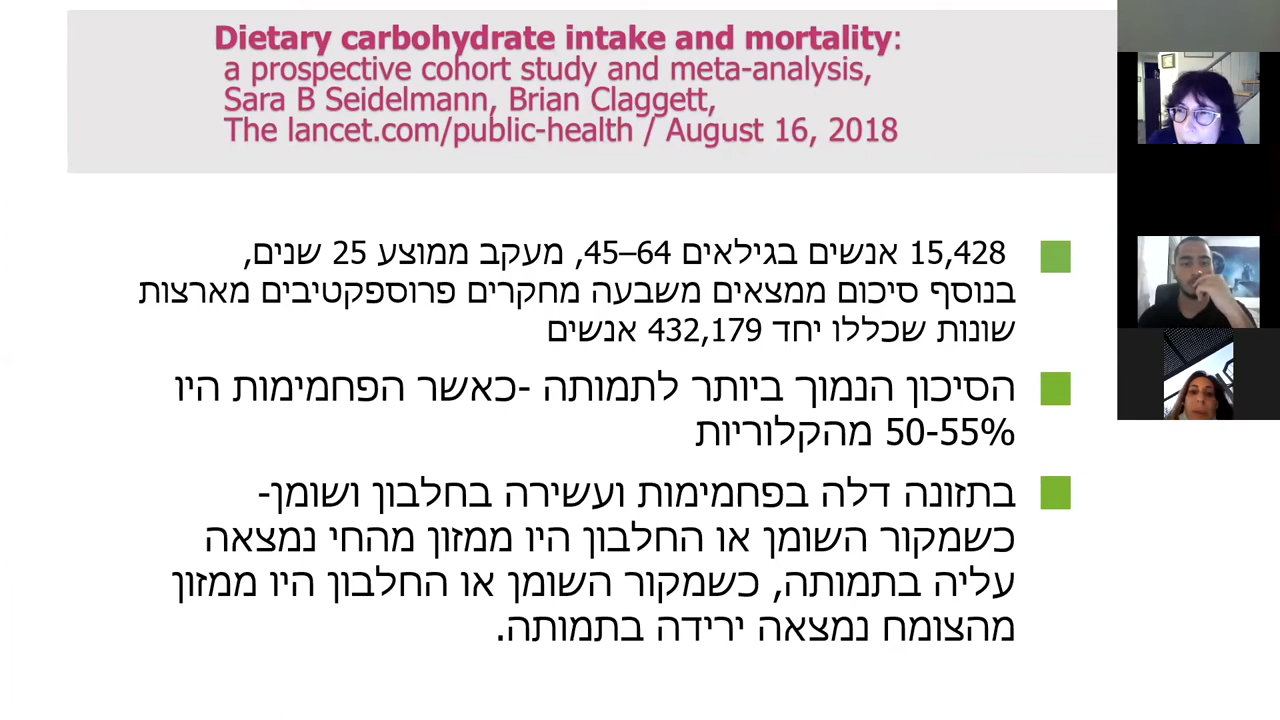 Dietary carbohydrate intake and mortality:
a prospective cohort study and meta-analysis,
Sara B Seidelmann, Brian Claggett,
The lancet.com/public-health / August 16, 2018
15,428 אנשים בגילאים 45–64, מעקב ממוצע 25 שנים,
בנוסף סיכום ממצאים משבעה מחקרים פרוספקטיבים מארצות
שונות שכללו יחד 432,179 אנשים
הסיכון הנמוך ביותר לתמותה -כאשר הפחמימות היו
50-55% מהקלוריות
בתזונה דלה בפחמימות ועשירה בחלבון ושומן-
כשמקור השומן או החלבון היו ממזון מהחי נמצאה
עליה בתמותה, כשמקור השומן או החלבון היו ממזון
מהצומח נמצאה ירידה בתמותה.